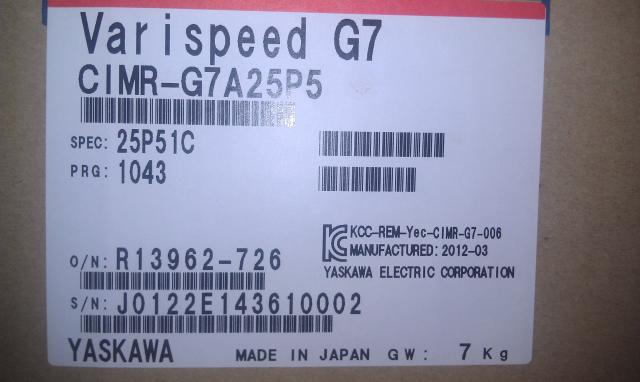 Varispeed G7
CIMR-G7A25P5
SPEC: 25P51C
PRG: 1043
KCC-REM-Yec-CIMR-G7-006
MANUFACTURED: 2012-03
O/N: R13962-726
YASKAWA ELECTRIC CORPORATION
S/N: J0122E143610002
YASKAWA MADE IN JAPAN GW: 7 Kg